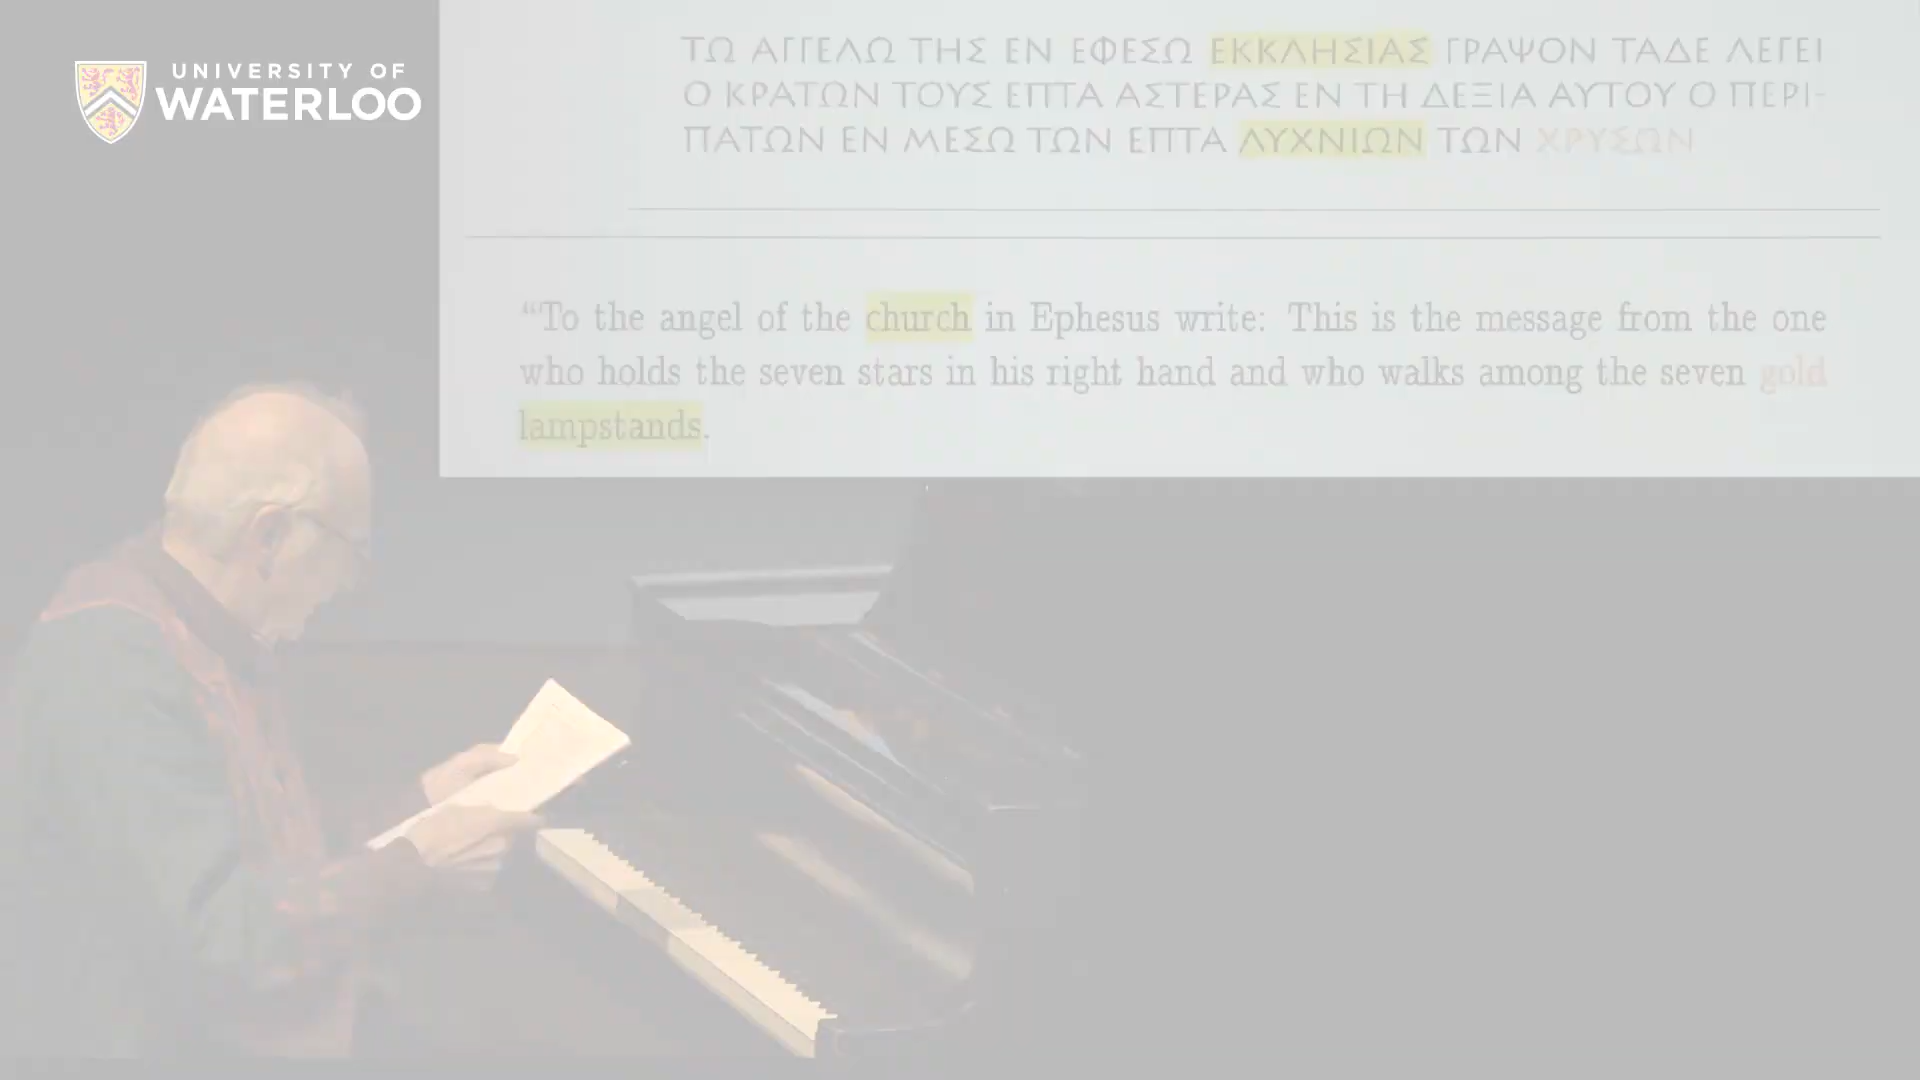 UNIVERSITY OF
WATERLOO
ΤΩ ΑΓΓΕΛΩ ΤΗΣ ΕΝ ΕΦΕΣΩ ΕΚΚΛΗΣΙΑΣ ΓΡΑΨΟΝ ΤΑΔΕ ΛΕΓΕΙ
Ο ΚΡΑΤΩΝ ΤΟΥΣ ΕΠΤΑ ΑΣΤΕΡΑΣ ΕΝ ΤΗ ΔΕΞΙΑ ΑΥΤΟΥ Ο ΠΕΡΙ-
ΠΑΤΩΝ ΕΝ ΜΕΣΩ ΤΩΝ ΕΠΤΑ ΛΥΧΝΙΩΝ ΤΩΝ ΧΡΥΣΩΝ
“To the angel of the church in Ephesus write: This is the message from the one
who holds the seven stars in his right hand and who walks among the seven gold
lampstands.